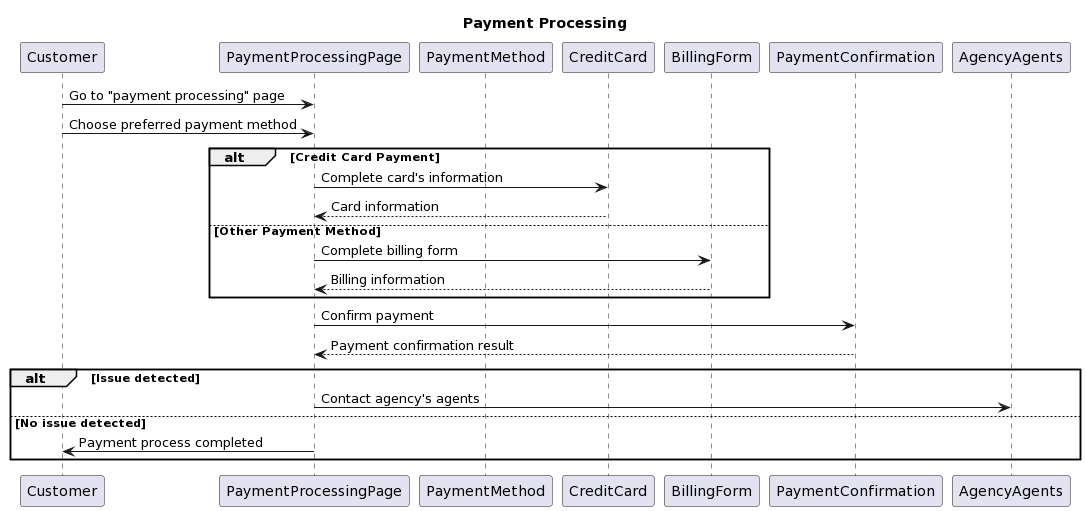 Payment Processing
Customer PaymentProcessingPage PaymentMethod CreditCard BillingForm PaymentConfirmation AgencyAgents
Go to "payment processing" page
Choose preferred payment method
alt [Credit Card Payment]
Complete card's information
Card information
[Other Payment Method]
Complete billing form
Billing information
Confirm payment
Payment confirmation result
alt [Issue detected]
Contact agency's agents
[No issue detected]
Payment process completed
Customer PaymentProcessingPage PaymentMethod CreditCard BillingForm PaymentConfirmation AgencyAgents